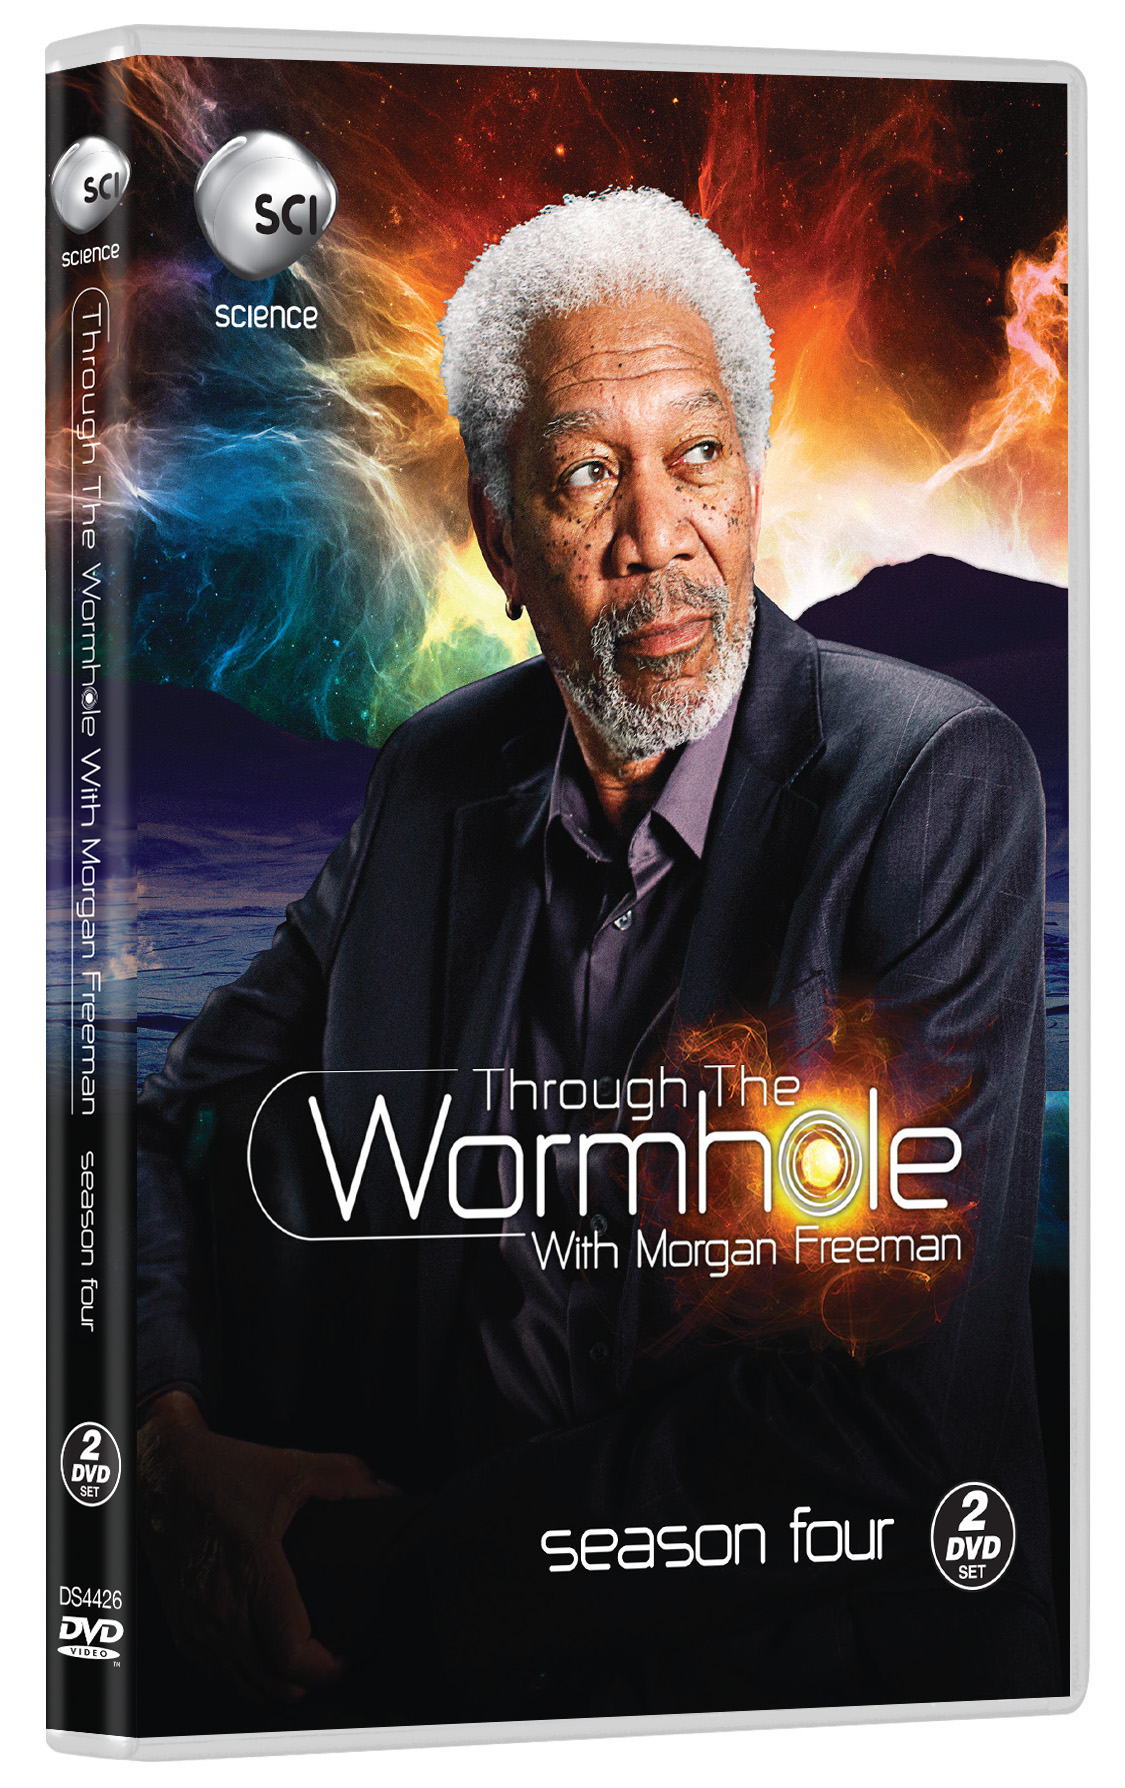 SCI
science
Through The Wormhole With Morgan Freeman season four
2
DVD
SET
DS4426
DVD
VIDEO
TM
SCI
science
Through The
Wormhole
With Morgan Freeman
season four
2
DVD
SET